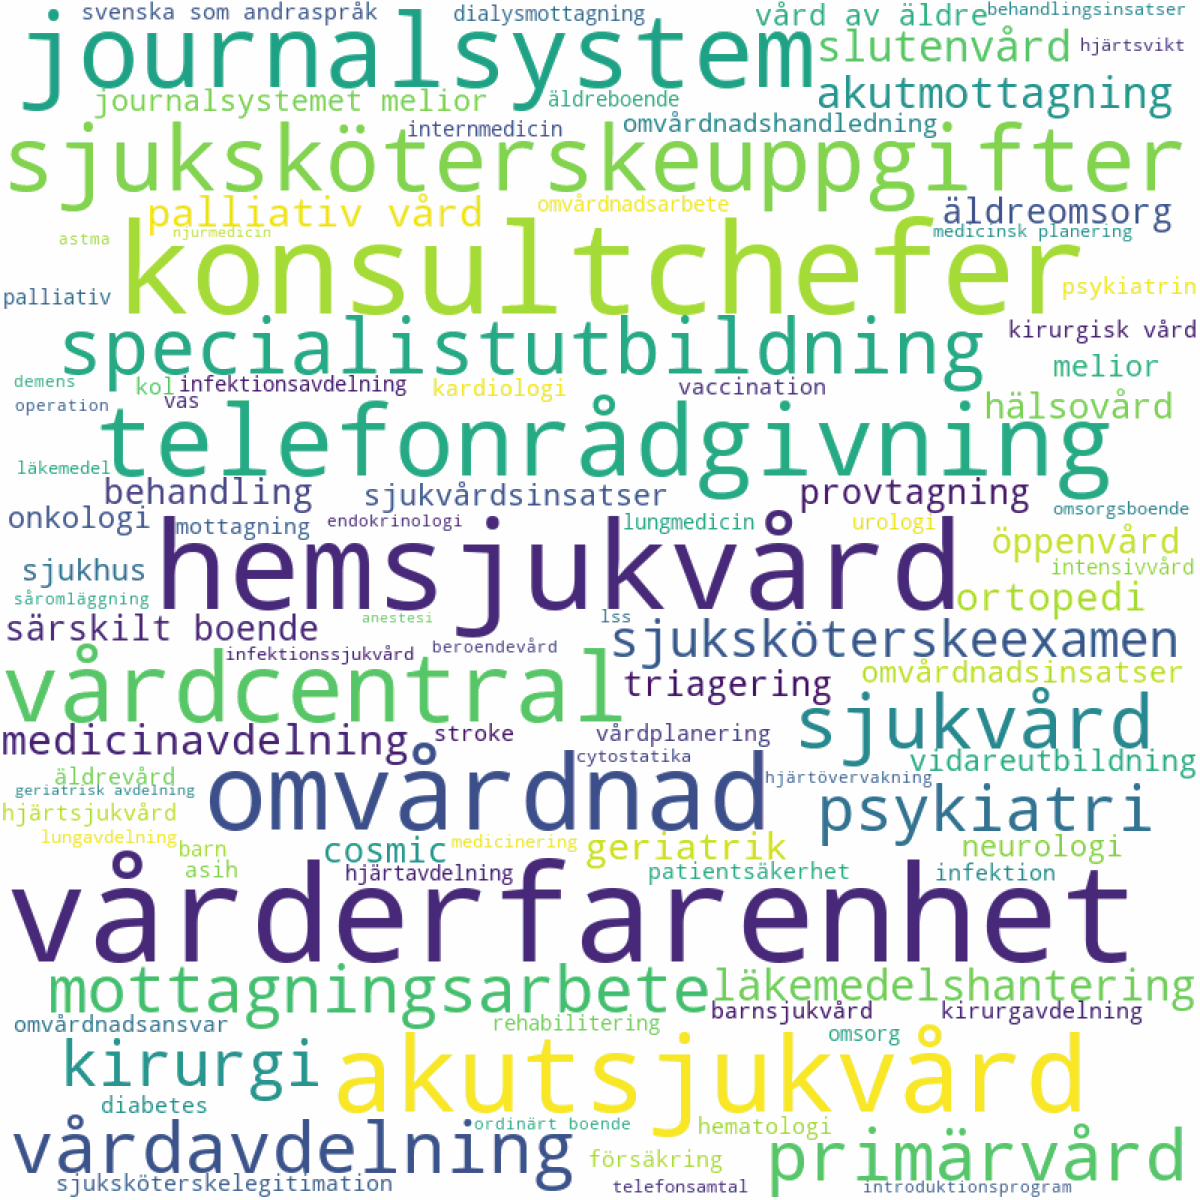 svenska som andraspråk
dialysmottagning
vård av äldre
behandlingsinsatser
journalsystem
slutenvård
hjärtsvikt
journalsystemet melior
äldreboende
akutmottagning
internmedicin
omvårdnadshandledning
sjuksköterskeuppgifter
palliativ vård
omvårdnadsarbete
äldreomsorg
astma
njurmedicin
medicinsk planering
konsultchefer
palliativ
psykiatrin
specialistutbildning
kirurgisk vård
melior
demens
kol
infektionsavdelning
kardiologi
vaccination
operation
vas
hälsovård
telefonrådgivning
läkemedel
behandling
sjukvårdsinsatser
provtagning
onkologi
mottagning
endokrinologi
lungmedicin
urologi
omsorgsboende
hemsjukvård
öppenvård
sjukhus
intensivvård
såromläggning
ortopedi
särskilt boende
anestesi
lss
sjuksköterskeexamen
infektionssjukvård
beroendevård
vårdcentral
triagering
omvårdnadsinsatser
medicinavdelning
stroke
vårdplanering
sjukvård
cytostatika
vidareutbildning
äldrevård
omvårdnad
hjärtövervakning
geriatrisk avdelning
hjärtsjukvård
psykiatri
lungavdelning
barn
cosmic
medicinering
geriatrik
neurologi
asih
hjärtavdelning
patientsäkerhet
infektion
vårderfarenhet
mottagningsarbete
läkemedelshantering
barnsjukvård
kirurgavdelning
omvårdnadsansvar
rehabilitering
omsorg
kirurgi
akutsjukvård
diabetes
ordinärt boende
hematologi
vårdavdelning
försäkring
primärvård
sjuksköterskelegitimation
telefonsamtal
introduktionsprogram